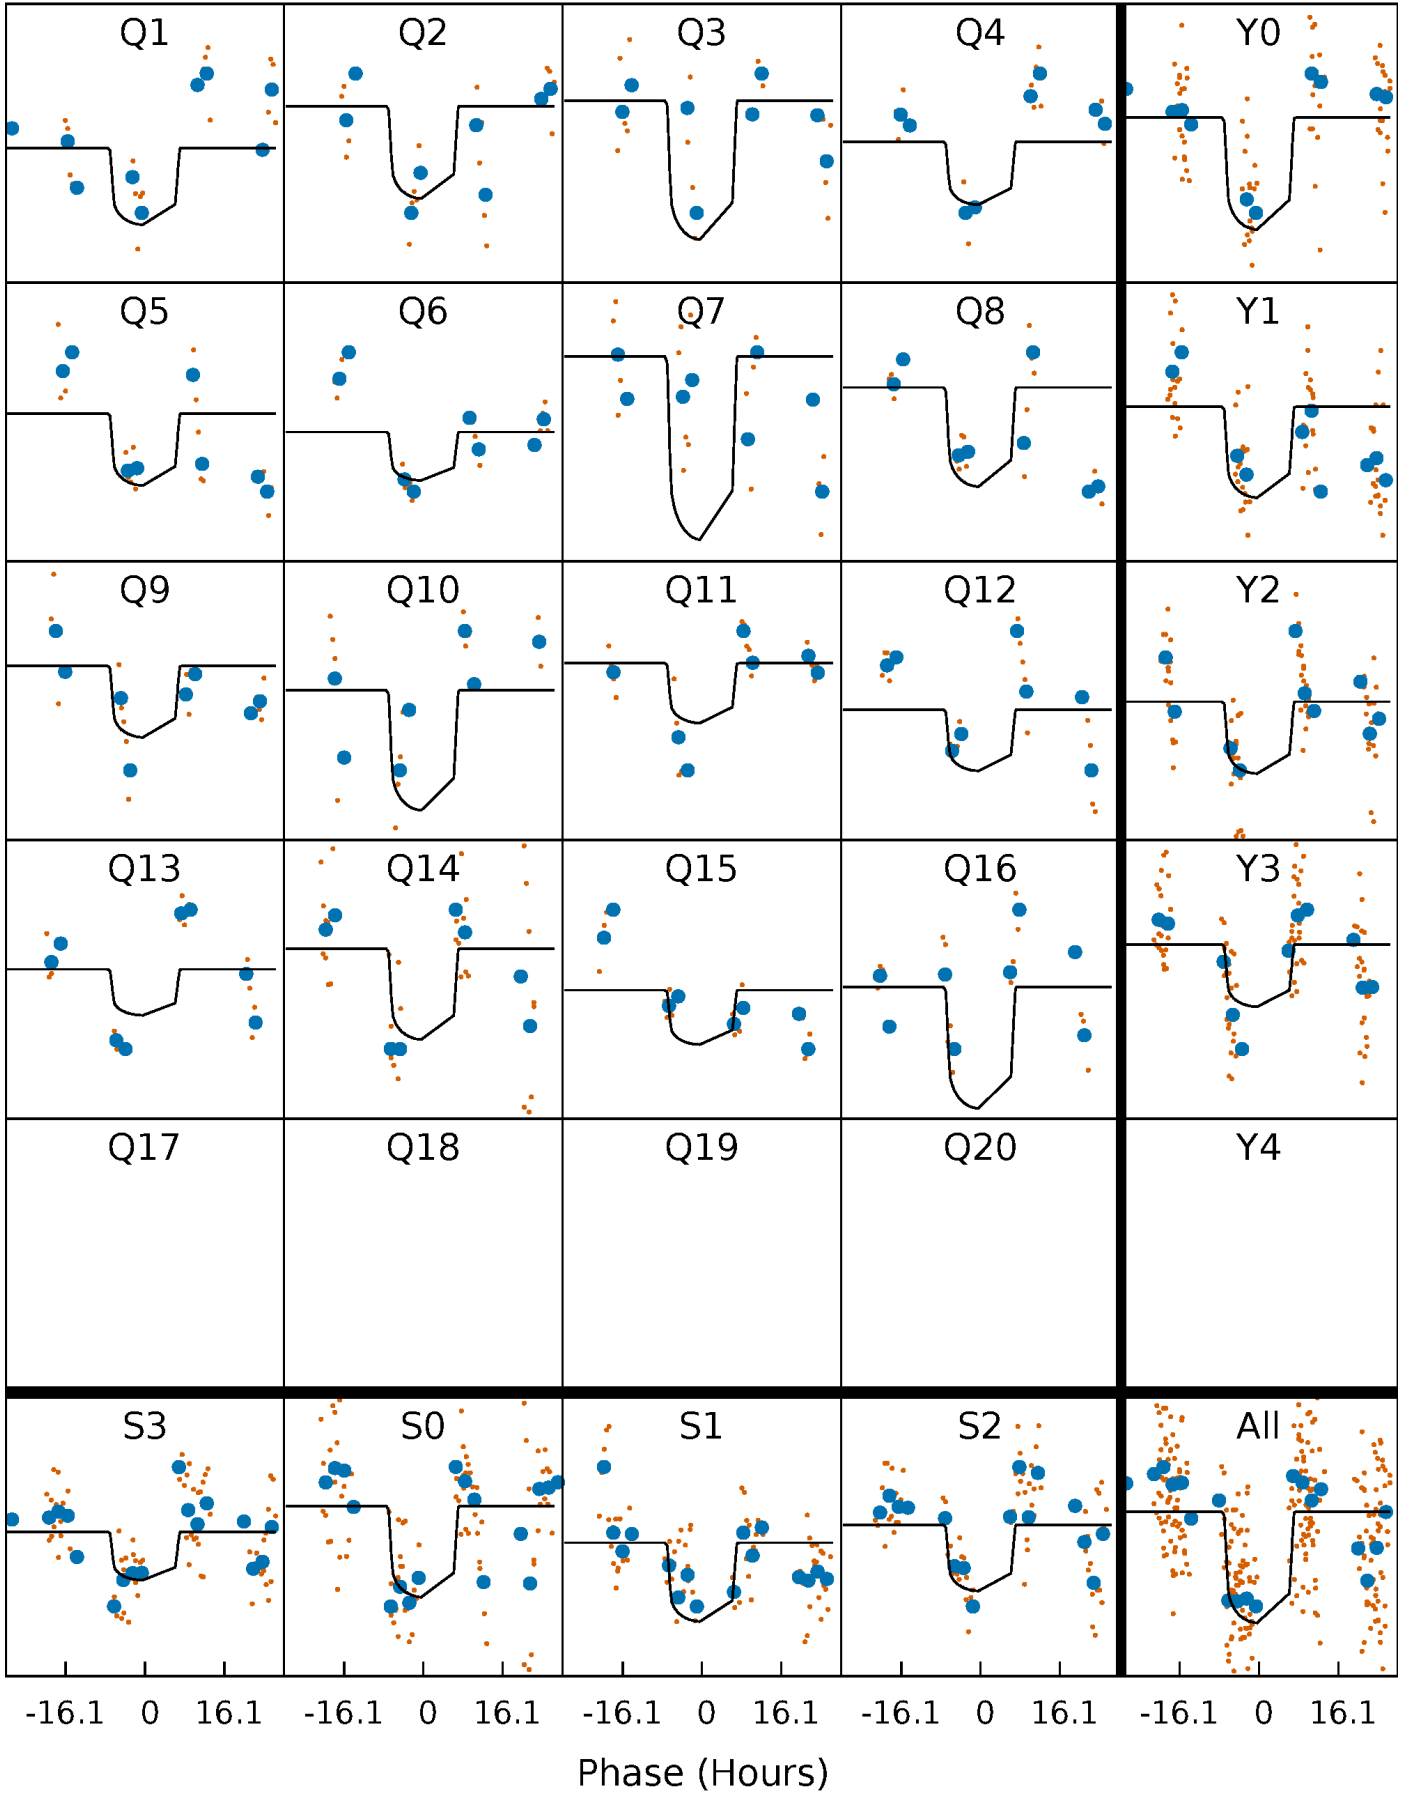 Q1 Q2 Q3 Q4 Y0
Q5 Q6 Q7 Q8 Y1
Q9 Q10 Q11 Q12 Y2
Q13 Q14 Q15 Q16 Y3
Q17 Q18 Q19 Q20 Y4
S3 S0 S1 S2 All
-16.1 0 16.1 -16.1 0 16.1 -16.1 0 16.1 -16.1 0 16.1 -16.1 0 16.1
Phase (Hours)